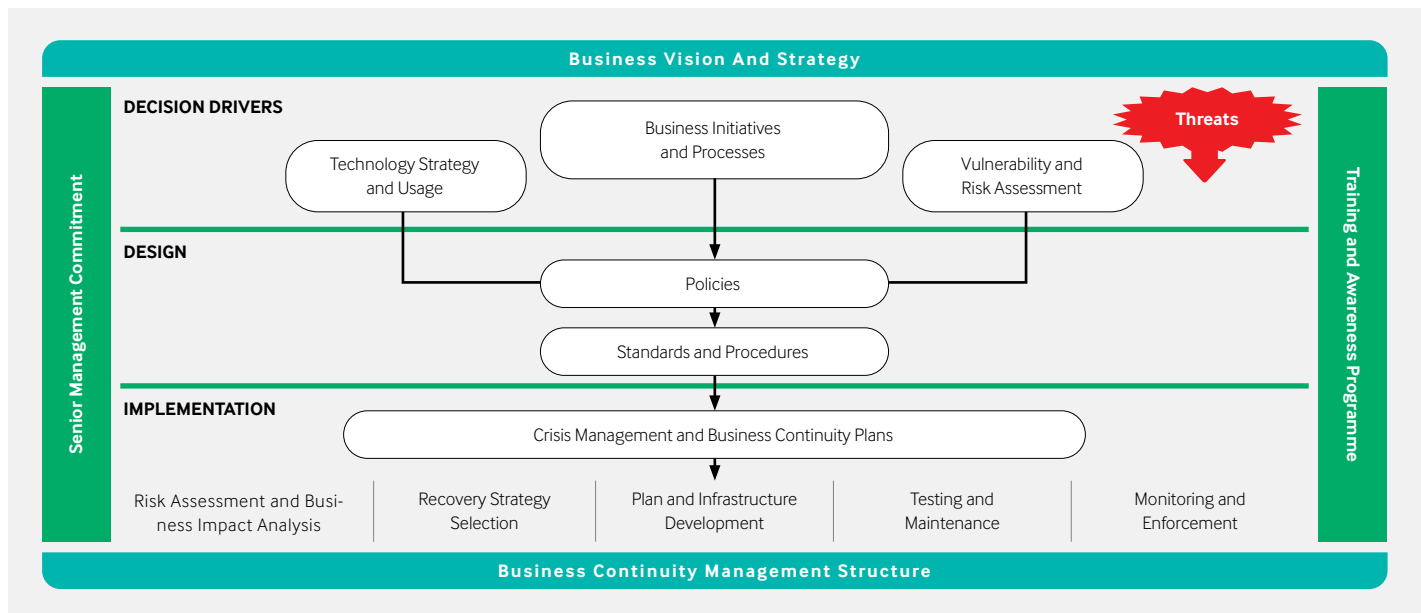 Business Vision And Strategy
Senior Management Commitment
DECISION DRIVERS
Technology Strategy
and Usage
Business Initiatives
and Processes
Vulnerability and
Risk Assessment
Threats
Training and Awareness Programme
DESIGN
Policies
Standards and Procedures
IMPLEMENTATION
Crisis Management and Business Continuity Plans
Risk Assessment and Busi-
ness Impact Analysis
Recovery Strategy
Selection
Plan and Infrastructure
Development
Testing and
Maintenance
Monitoring and
Enforcement
Business Continuity Management Structure